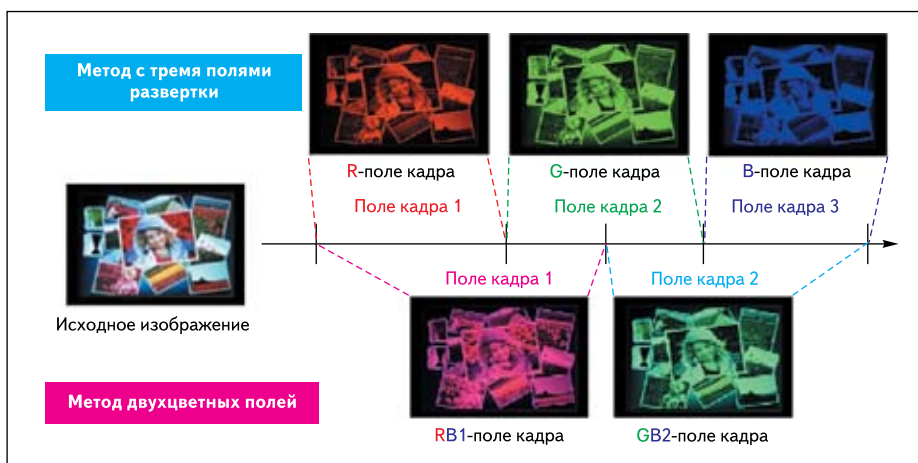 Метод с тремя полями
развертки
R-поле кадра
G-поле кадра
B-поле кадра
Поле кадра 1
Поле кадра 2
Поле кадра 3
Исходное изображение
Поле кадра 1
Поле кадра 2
Метод двухцветных полей
RB1-поле кадра
GB2-поле кадра